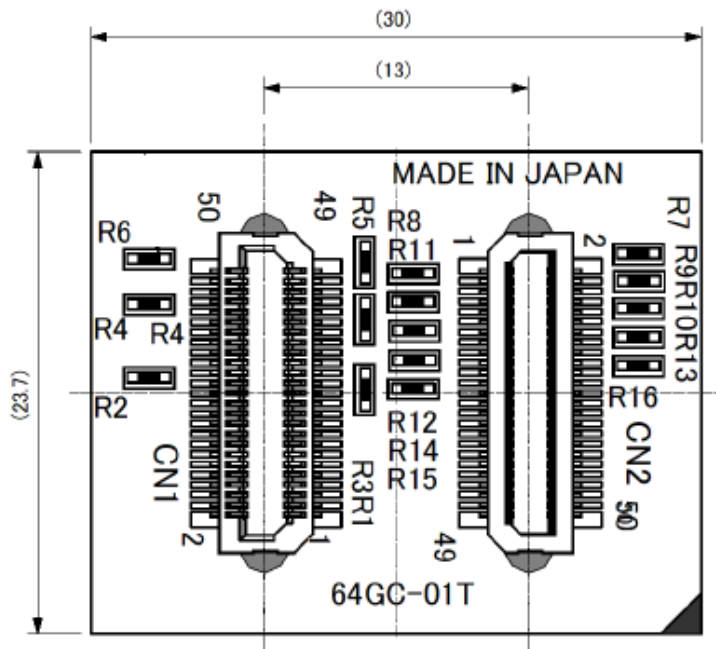 (30)
(13)
(23.7)
MADE IN JAPAN
50
49
R5
R8
R11
1
2
R7
R9R10R13
R6
R4
R4
R2
R16
R12
R14
R15
R3R1
CN1
CN2
2
1
49
50
64GC-01T